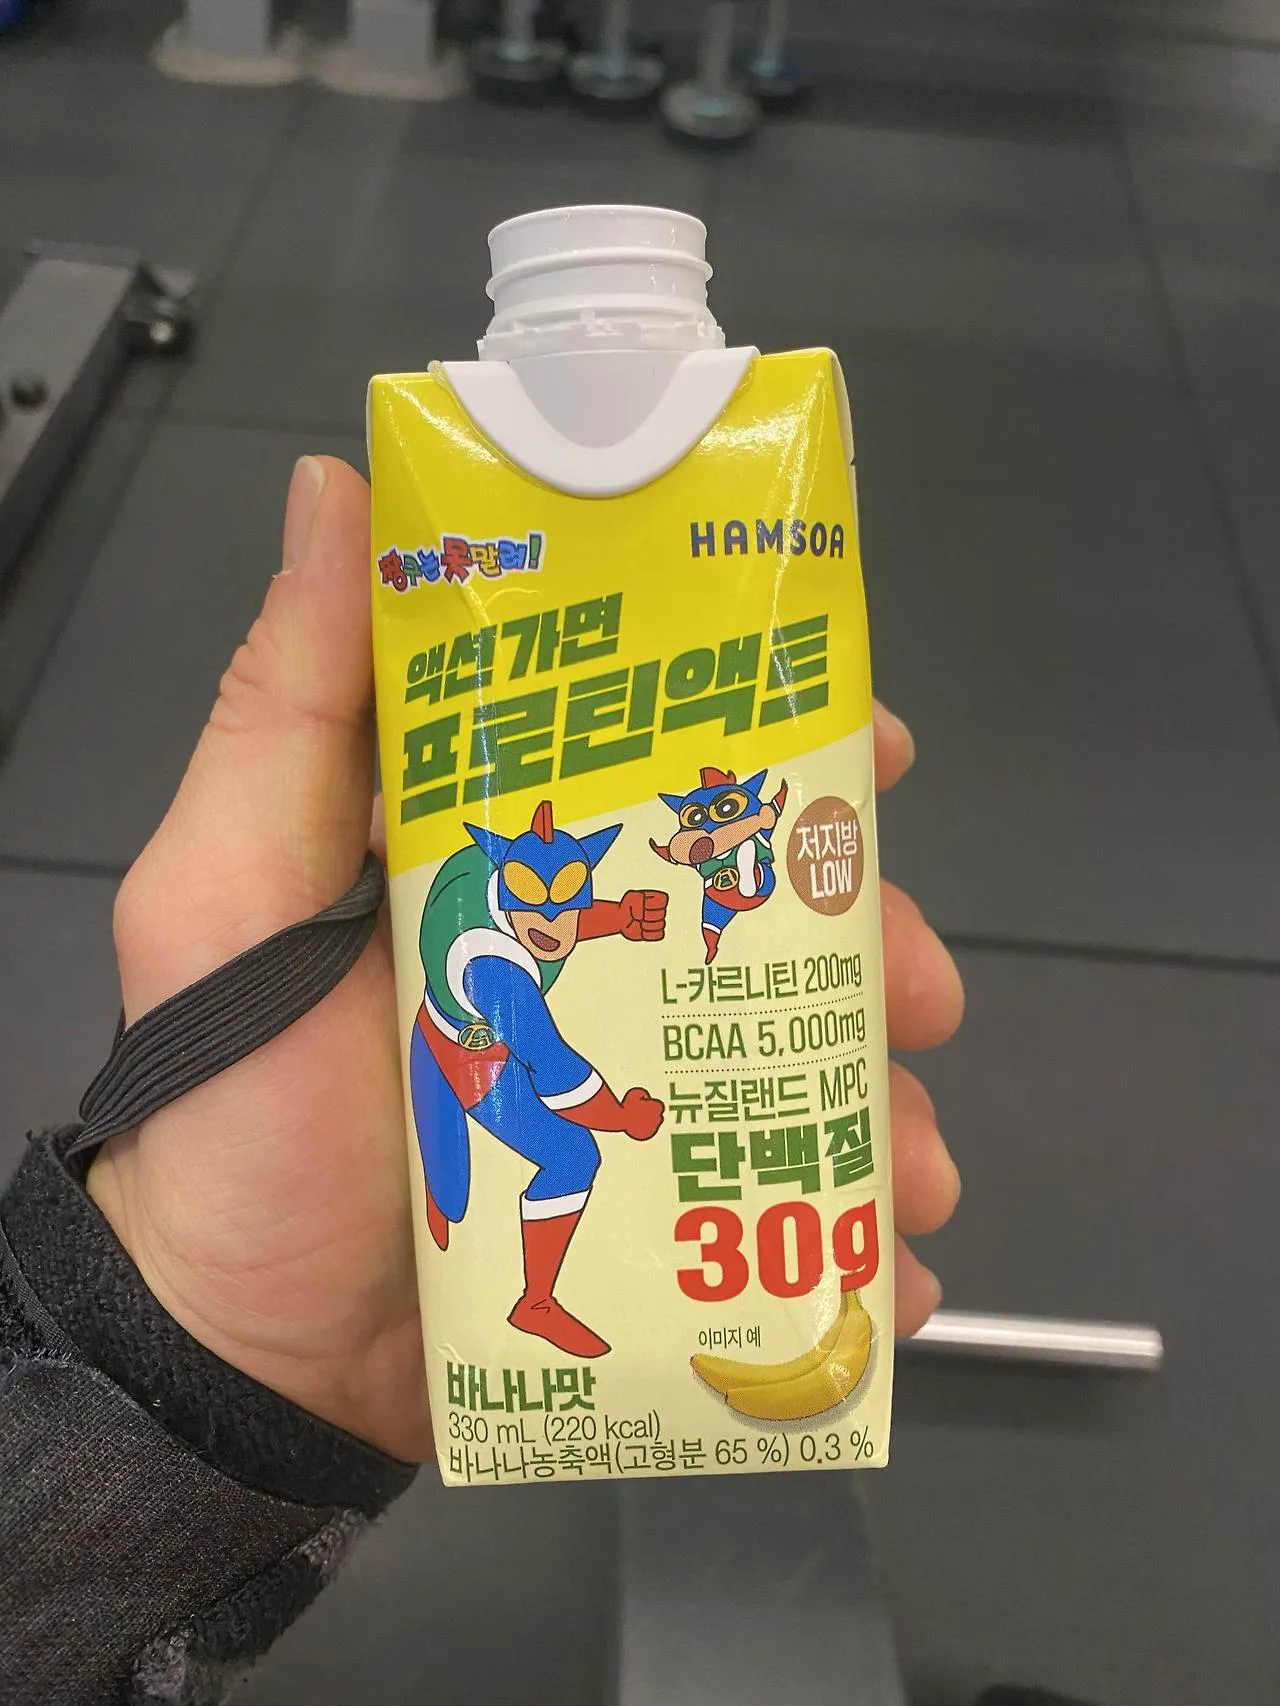 짱구는 못말려!
HAMSOA
액션 가면
프로틴액트
저지방
LOW
L-카르니틴 200mg
BCAA 5,000mg
뉴질랜드 MPC
단백질
30g
이미지 예
바나나맛
330 mL (220 kcal)
바나나농축액(고형분 65 %) 0.3 %